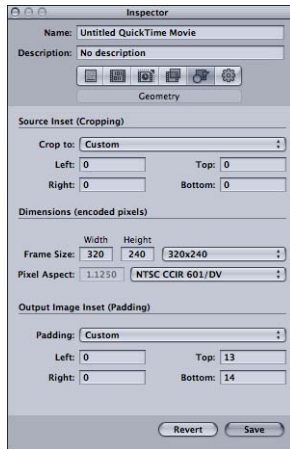 Inspector
Name: Untitled QuickTime Movie
Description: No description
Geometry
Source Inset (Cropping)
Crop to: Custom
Left: 0 Top: 0
Right: 0 Bottom: 0
Dimensions (encoded pixels)
Width Height
Frame Size: 320 240 320x240
Pixel Aspect: 1.1250 NTSC CCIR 601/DV
Output Image Inset (Padding)
Padding: Custom
Left: 0 Top: 13
Right: 0 Bottom: 14
Revert Save